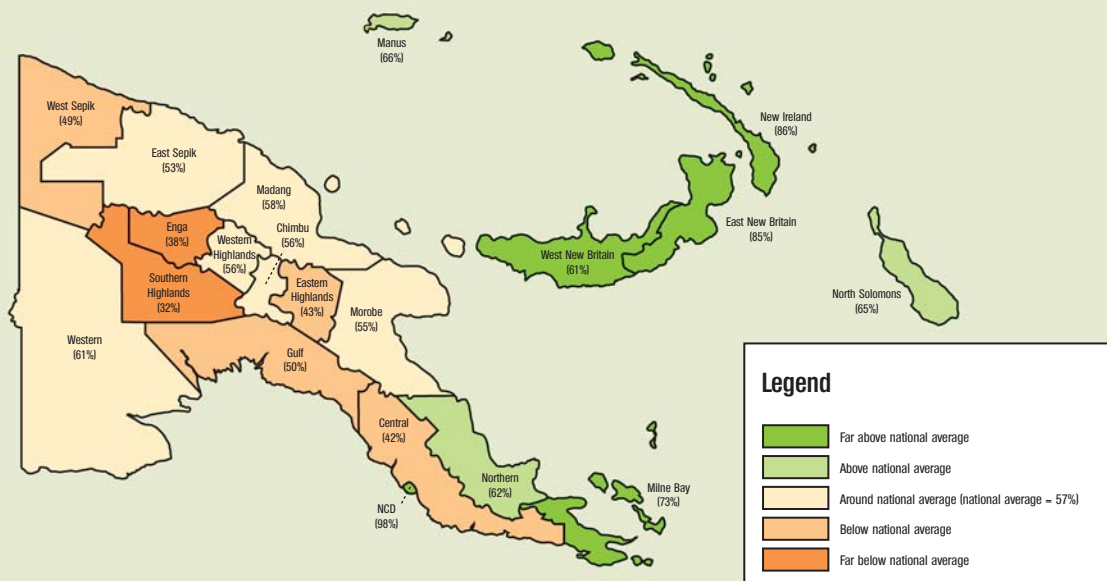 Manus
(66%)
New Ireland
(86%)
West Sepik
(49%)
East Sepik
(53%)
Madang
(58%)
Chimbu
(56%)
Enga
(38%)
Western
Highlands
(56%)
East New Britain
(85%)
West New Britain
(61%)
Southern
Highlands
(32%)
Eastern
Highlands
(43%)
North Solomons
(65%)
Morobe
(55%)
Western
(61%)
Gulf
(50%)
Central
(42%)
Northern
(62%)
Milne Bay
(73%)
NCD
(98%)
Legend
Far above national average
Above national average
Around national average (national average = 57%)
Below national average
Far below national average